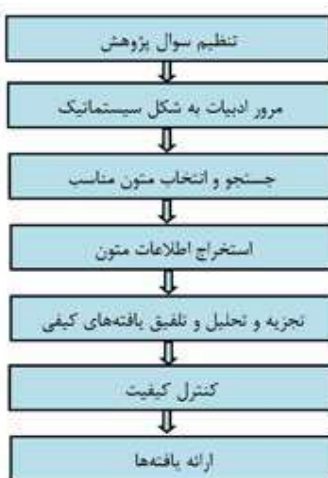 تنظیم سوال پژوهش
مرور ادبیات به شکل سیستماتیک
جستجو و انتخاب متون مناسب
استخراج اطلاعات متون
تجزیه و تحلیل و تلفیق یافته‌های کیفی
کنترل کیفیت
ارائه یافته‌ها